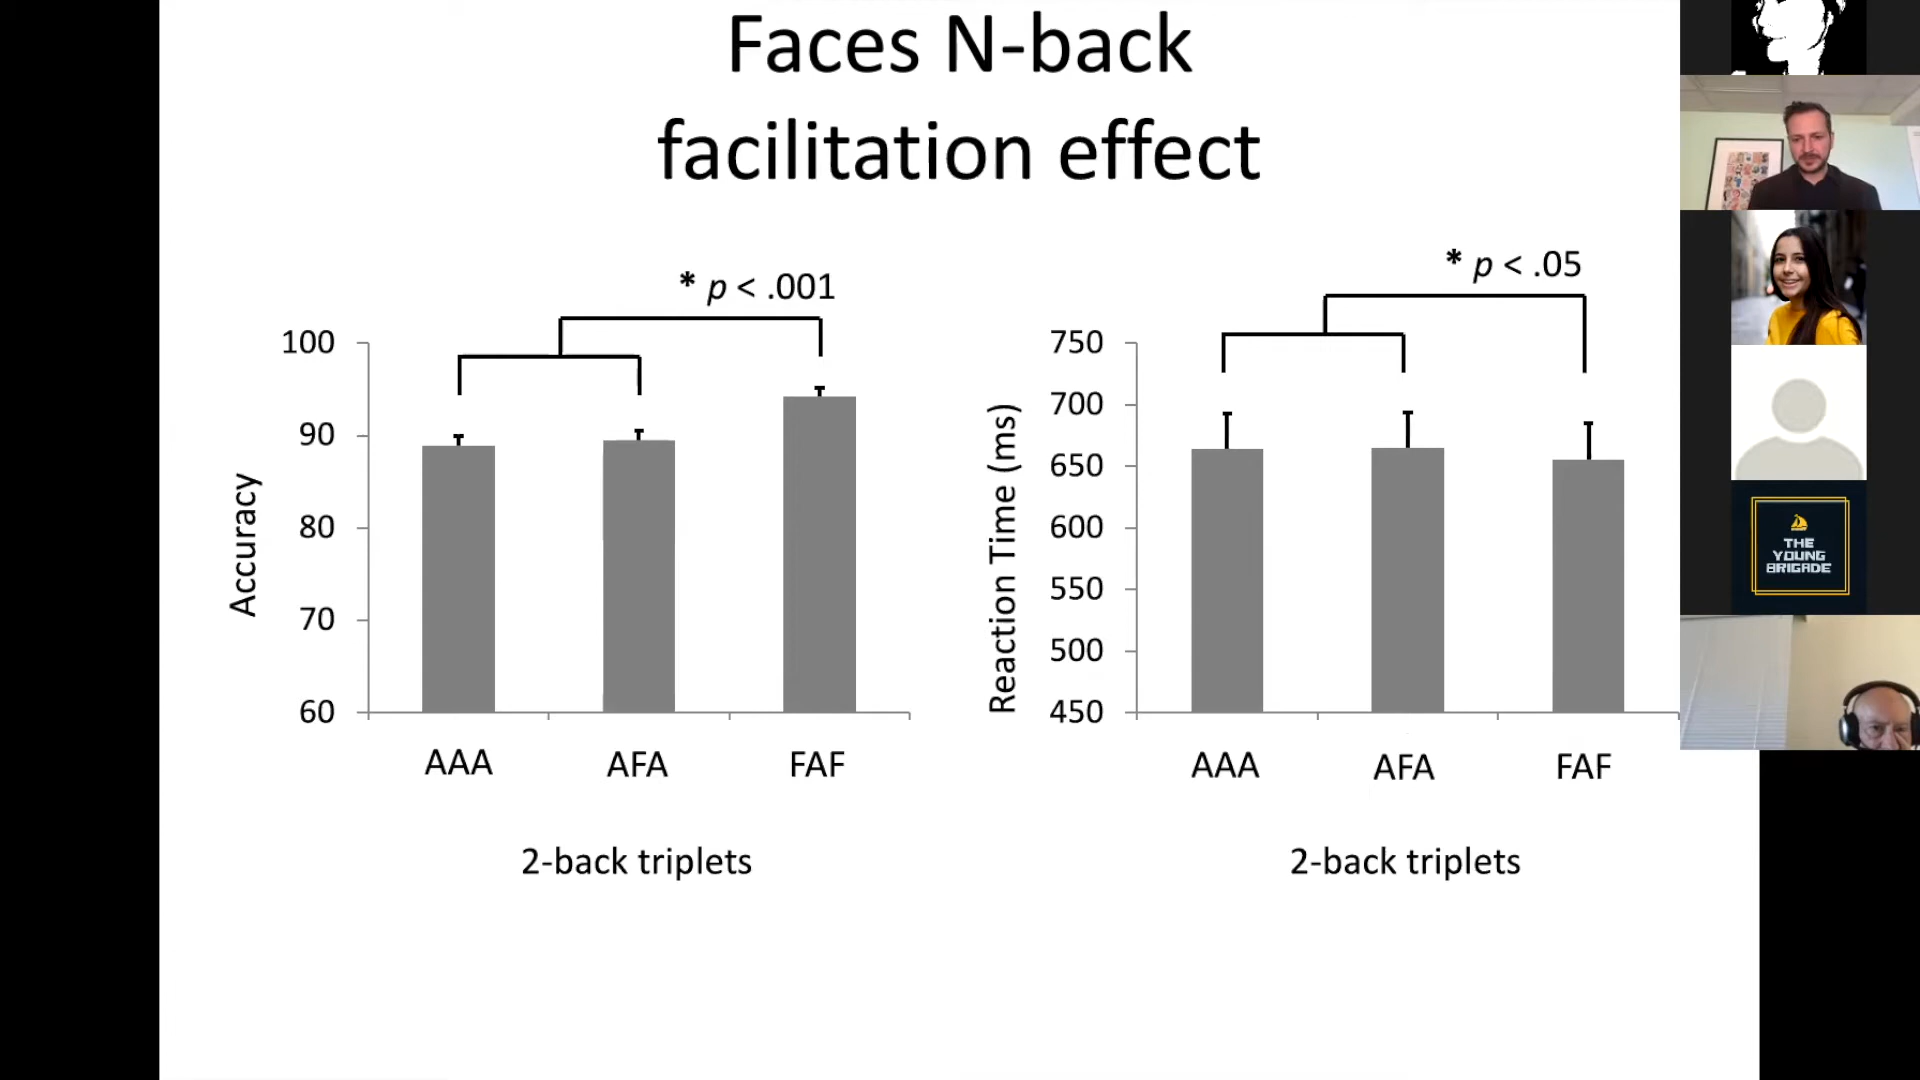 Faces N-back
facilitation effect
* p < .001
100
90
80
70
60
Accuracy
AAA
AFA
FAF
2-back triplets
* p < .05
750
700
650
600
550
500
450
Reaction Time (ms)
AAA
AFA
FAF
2-back triplets
THE
YOUNG
BRIGADE